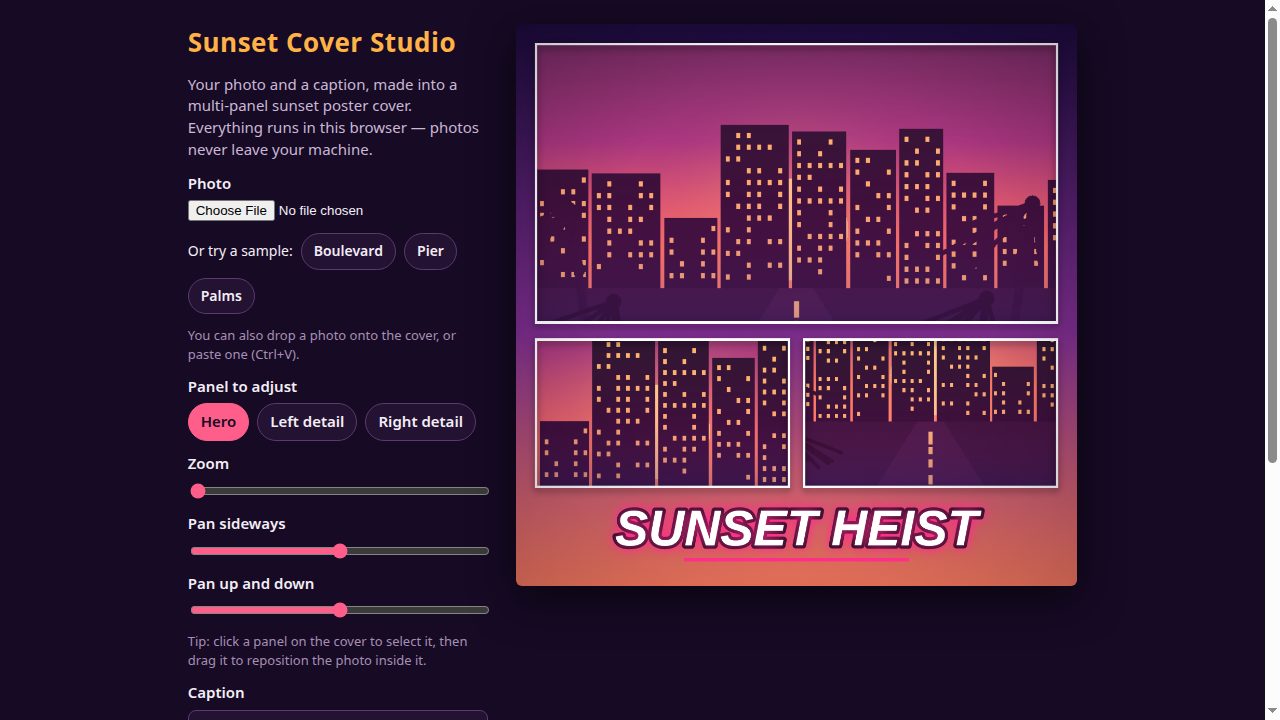 Sunset Cover Studio
Your photo and a caption, made into a
multi-panel sunset poster cover.
Everything runs in this browser — photos
never leave your machine.
Photo
Choose File No file chosen
Or try a sample: Boulevard Pier
Palms
You can also drop a photo onto the cover, or
paste one (Ctrl+V).
Panel to adjust
Hero Left detail Right detail
Zoom
Pan sideways
Pan up and down
Tip: click a panel on the cover to select it, then
drag it to reposition the photo inside it.
Caption
SUNSET HEIST